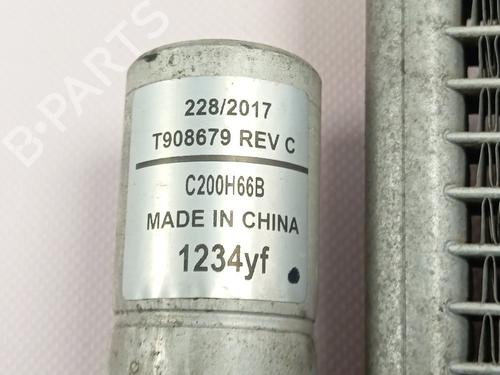 B-PARTS
228/2017
T908679 REV C
C200H66B
MADE IN CHINA
1234yf